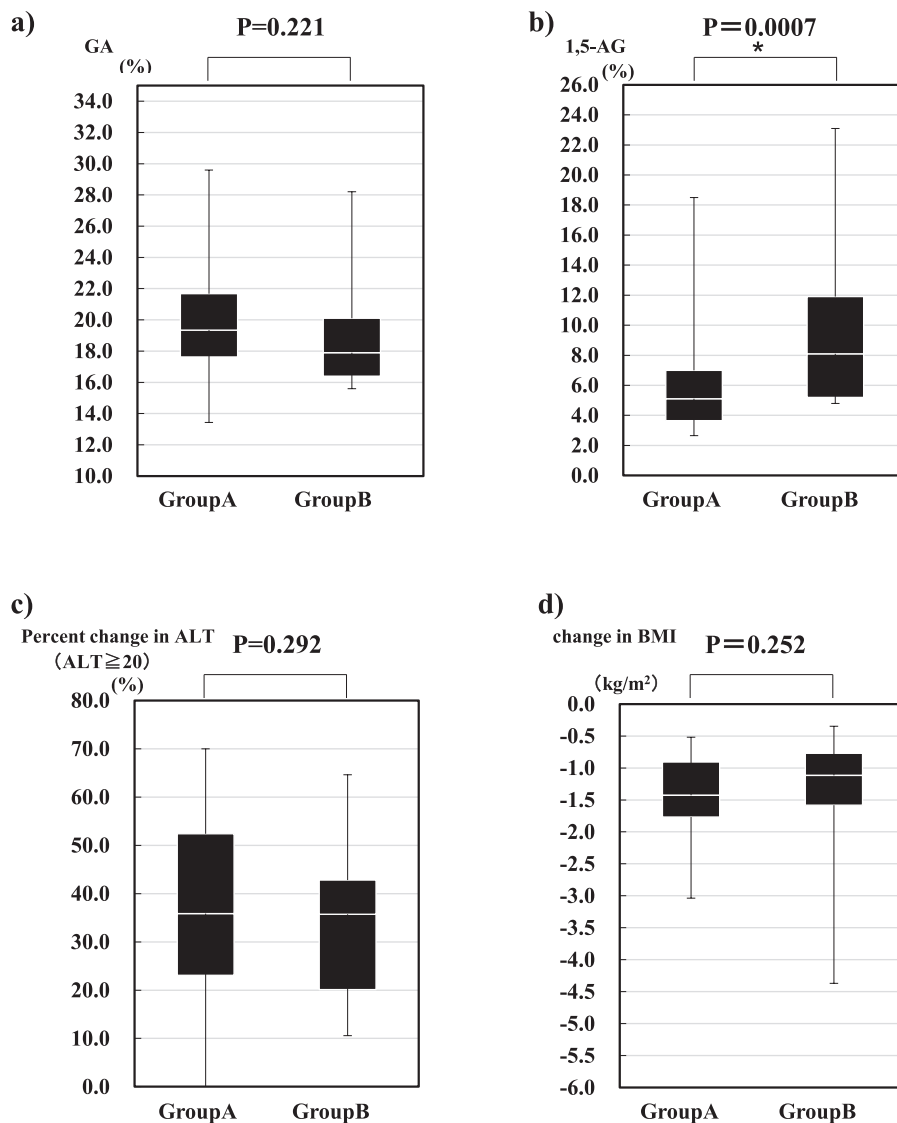 a)
P=0.221
GA
(%)
34.0
32.0
30.0
28.0
26.0
24.0
22.0
20.0
18.0
16.0
14.0
12.0
10.0
GroupA
GroupB
b)
P＝0.0007
*
1,5-AG
(%)
26.0
24.0
22.0
20.0
18.0
16.0
14.0
12.0
10.0
8.0
6.0
4.0
2.0
0.0
GroupA
GroupB
c)
Percent change in ALT
（ALT≧20）
(%)
P=0.292
80.0
70.0
60.0
50.0
40.0
30.0
20.0
10.0
0.0
GroupA
GroupB
d)
change in BMI
（kg/m²）
P＝0.252
0.0
-0.5
-1.0
-1.5
-2.0
-2.5
-3.0
-3.5
-4.0
-4.5
-5.0
-5.5
-6.0
GroupA
GroupB